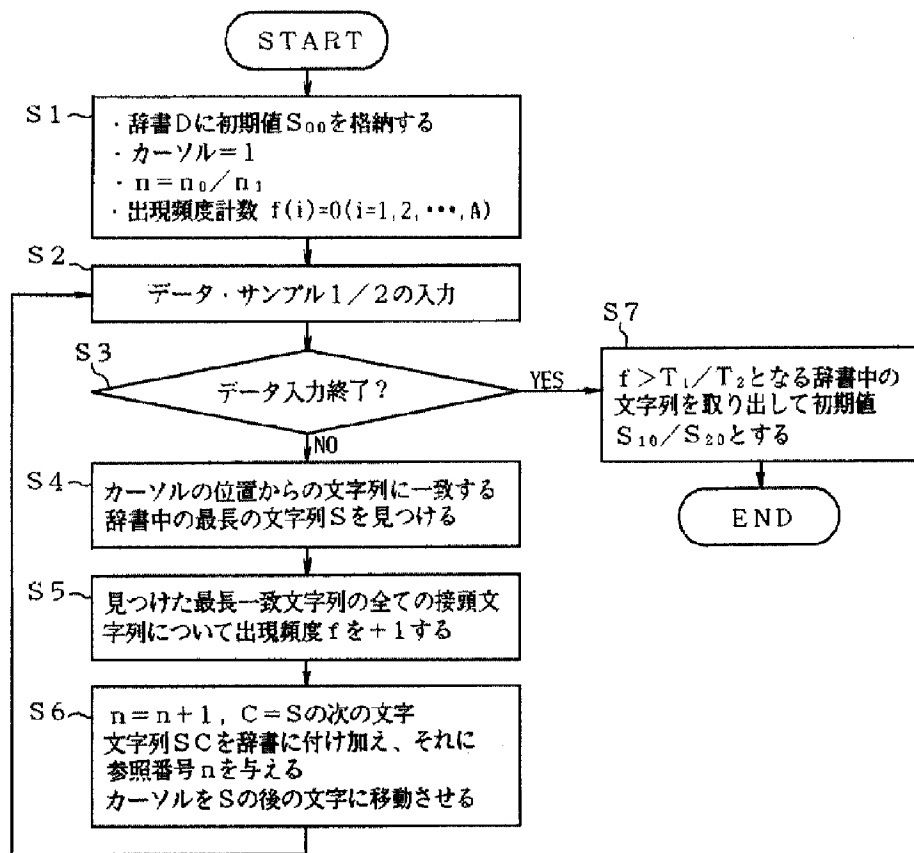 START
S1
・辞書Dに初期値S₀₀を格納する
・カーソル＝1
・n＝n₀／n₁
・出現頻度計数 f(i)=0(i=1,2,…,A)
S2
データ・サンプル1／2の入力
S3
データ入力終了？
YES
NO
S7
f＞T₁／T₂となる辞書中の
文字列を取り出して初期値
S₁₀／S₂₀とする
END
S4
カーソルの位置からの文字列に一致する
辞書中の最長の文字列Sを見つける
S5
見つけた最長一致文字列の全ての接頭文
字列について出現頻度fを＋1する
S6
n＝n＋1, C＝Sの次の文字
文字列SCを辞書に付け加え、それに
参照番号nを与える
カーソルをSの後の文字に移動させる